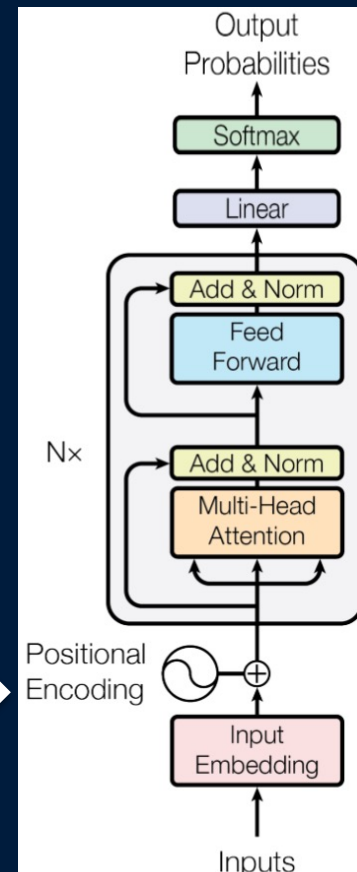 Output
Probabilities
Softmax
Linear
Add & Norm
Feed
Forward
N×
Add & Norm
Multi-Head
Attention
Positional
Encoding
Input
Embedding
Inputs